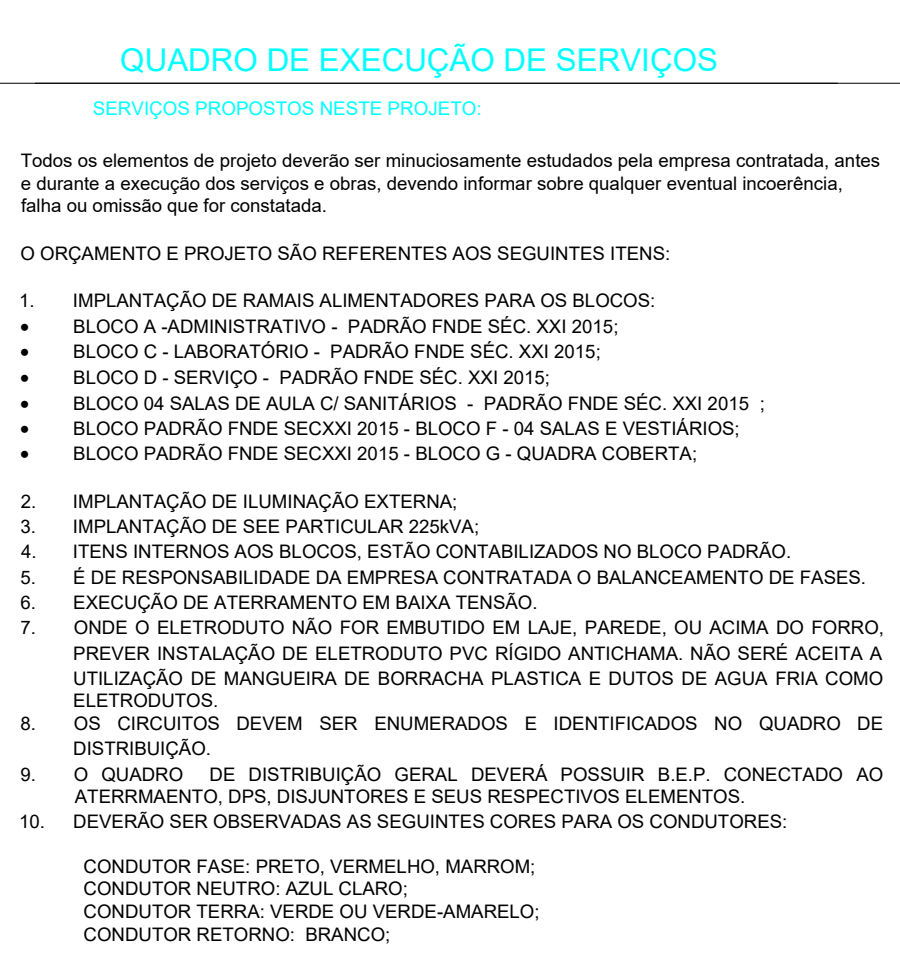 QUADRO DE EXECUÇÃO DE SERVIÇOS
SERVIÇOS PROPOSTOS NESTE PROJETO:
Todos os elementos de projeto deverão ser minuciosamente estudados pela empresa contratada, antes
e durante a execução dos serviços e obras, devendo informar sobre qualquer eventual incoerência,
falha ou omissão que for constatada.
O ORÇAMENTO E PROJETO SÃO REFERENTES AOS SEGUINTES ITENS:
1. IMPLANTAÇÃO DE RAMAIS ALIMENTADORES PARA OS BLOCOS:
• BLOCO A -ADMINISTRATIVO - PADRÃO FNDE SÉC. XXI 2015;
• BLOCO C - LABORATÓRIO - PADRÃO FNDE SÉC. XXI 2015;
• BLOCO D - SERVIÇO - PADRÃO FNDE SÉC. XXI 2015;
• BLOCO 04 SALAS DE AULA C/ SANITÁRIOS - PADRÃO FNDE SÉC. XXI 2015 ;
• BLOCO PADRÃO FNDE SECXXI 2015 - BLOCO F - 04 SALAS E VESTIÁRIOS;
• BLOCO PADRÃO FNDE SECXXI 2015 - BLOCO G - QUADRA COBERTA;
2. IMPLANTAÇÃO DE ILUMINAÇÃO EXTERNA;
3. IMPLANTAÇÃO DE SEE PARTICULAR 225kVA;
4. ITENS INTERNOS AOS BLOCOS, ESTÃO CONTABILIZADOS NO BLOCO PADRÃO.
5. É DE RESPONSABILIDADE DA EMPRESA CONTRATADA O BALANCEAMENTO DE FASES.
6. EXECUÇÃO DE ATERRAMENTO EM BAIXA TENSÃO.
7. ONDE O ELETRODUTO NÃO FOR EMBUTIDO EM LAJE, PAREDE, OU ACIMA DO FORRO,
PREVER INSTALAÇÃO DE ELETRODUTO PVC RÍGIDO ANTICHAMA. NÃO SERÉ ACEITA A
UTILIZAÇÃO DE MANGUEIRA DE BORRACHA PLASTICA E DUTOS DE AGUA FRIA COMO
ELETRODUTOS.
8. OS CIRCUITOS DEVEM SER ENUMERADOS E IDENTIFICADOS NO QUADRO DE
DISTRIBUIÇÃO.
9. O QUADRO DE DISTRIBUIÇÃO GERAL DEVERÁ POSSUIR B.E.P. CONECTADO AO
ATERRMAENTO, DPS, DISJUNTORES E SEUS RESPECTIVOS ELEMENTOS.
10. DEVERÃO SER OBSERVADAS AS SEGUINTES CORES PARA OS CONDUTORES:
CONDUTOR FASE: PRETO, VERMELHO, MARROM;
CONDUTOR NEUTRO: AZUL CLARO;
CONDUTOR TERRA: VERDE OU VERDE-AMARELO;
CONDUTOR RETORNO: BRANCO;